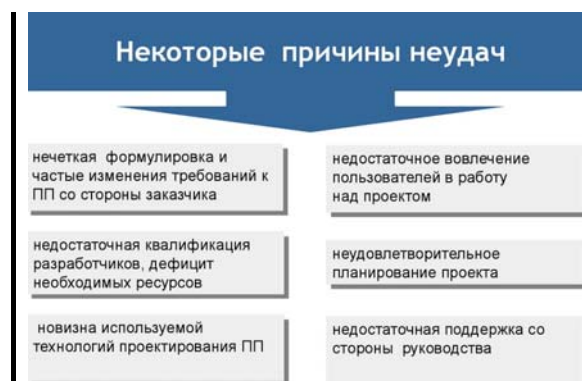 Некоторые причины неудач
нечеткая формулировка и
частые изменения требований к
ПП со стороны заказчика
недостаточное вовлечение
пользователей в работу
над проектом
недостаточная квалификация
разработчиков, дефицит
необходимых ресурсов
неудовлетворительное
планирование проекта
новизна используемой
технологий проектирования ПП
недостаточная поддержка со
стороны руководства